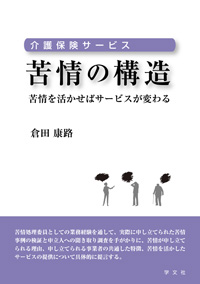 介護保険サービス
苦情の構造
苦情を活かせばサービスが変わる
倉田 康路
苦情処理委員としての業務経験を通して、実際に申し立てられた苦情
事例の検証と申立人への聞き取り調査を手がかりに、苦情が申し立て
られる理由、申し立てられる事業者の共通した特徴、苦情を活かした
サービスの提供について具体的に提言する。
学文社